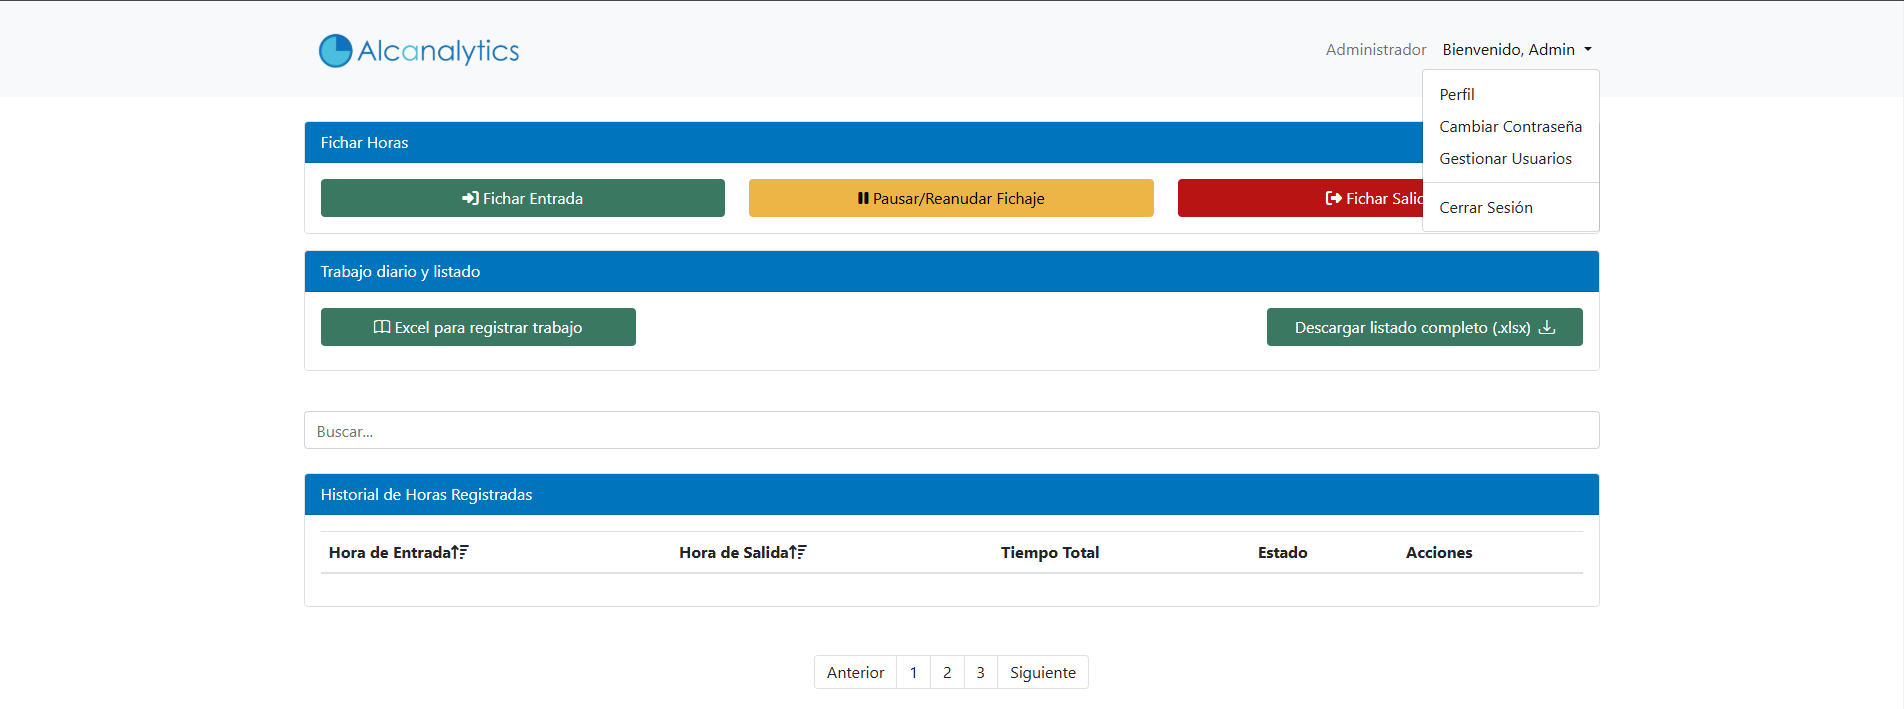 Alcanalytics
Administrador Bienvenido, Admin
Perfil
Cambiar Contraseña
Gestionar Usuarios
Cerrar Sesión
Fichar Horas
Fichar Entrada
Pausar/Reanudar Fichaje
Fichar Salic
Trabajo diario y listado
Excel para registrar trabajo
Descargar listado completo (.xlsx)
Buscar...
Historial de Horas Registradas
Hora de Entrada Hora de Salida Tiempo Total Estado Acciones
Anterior 1 2 3 Siguiente